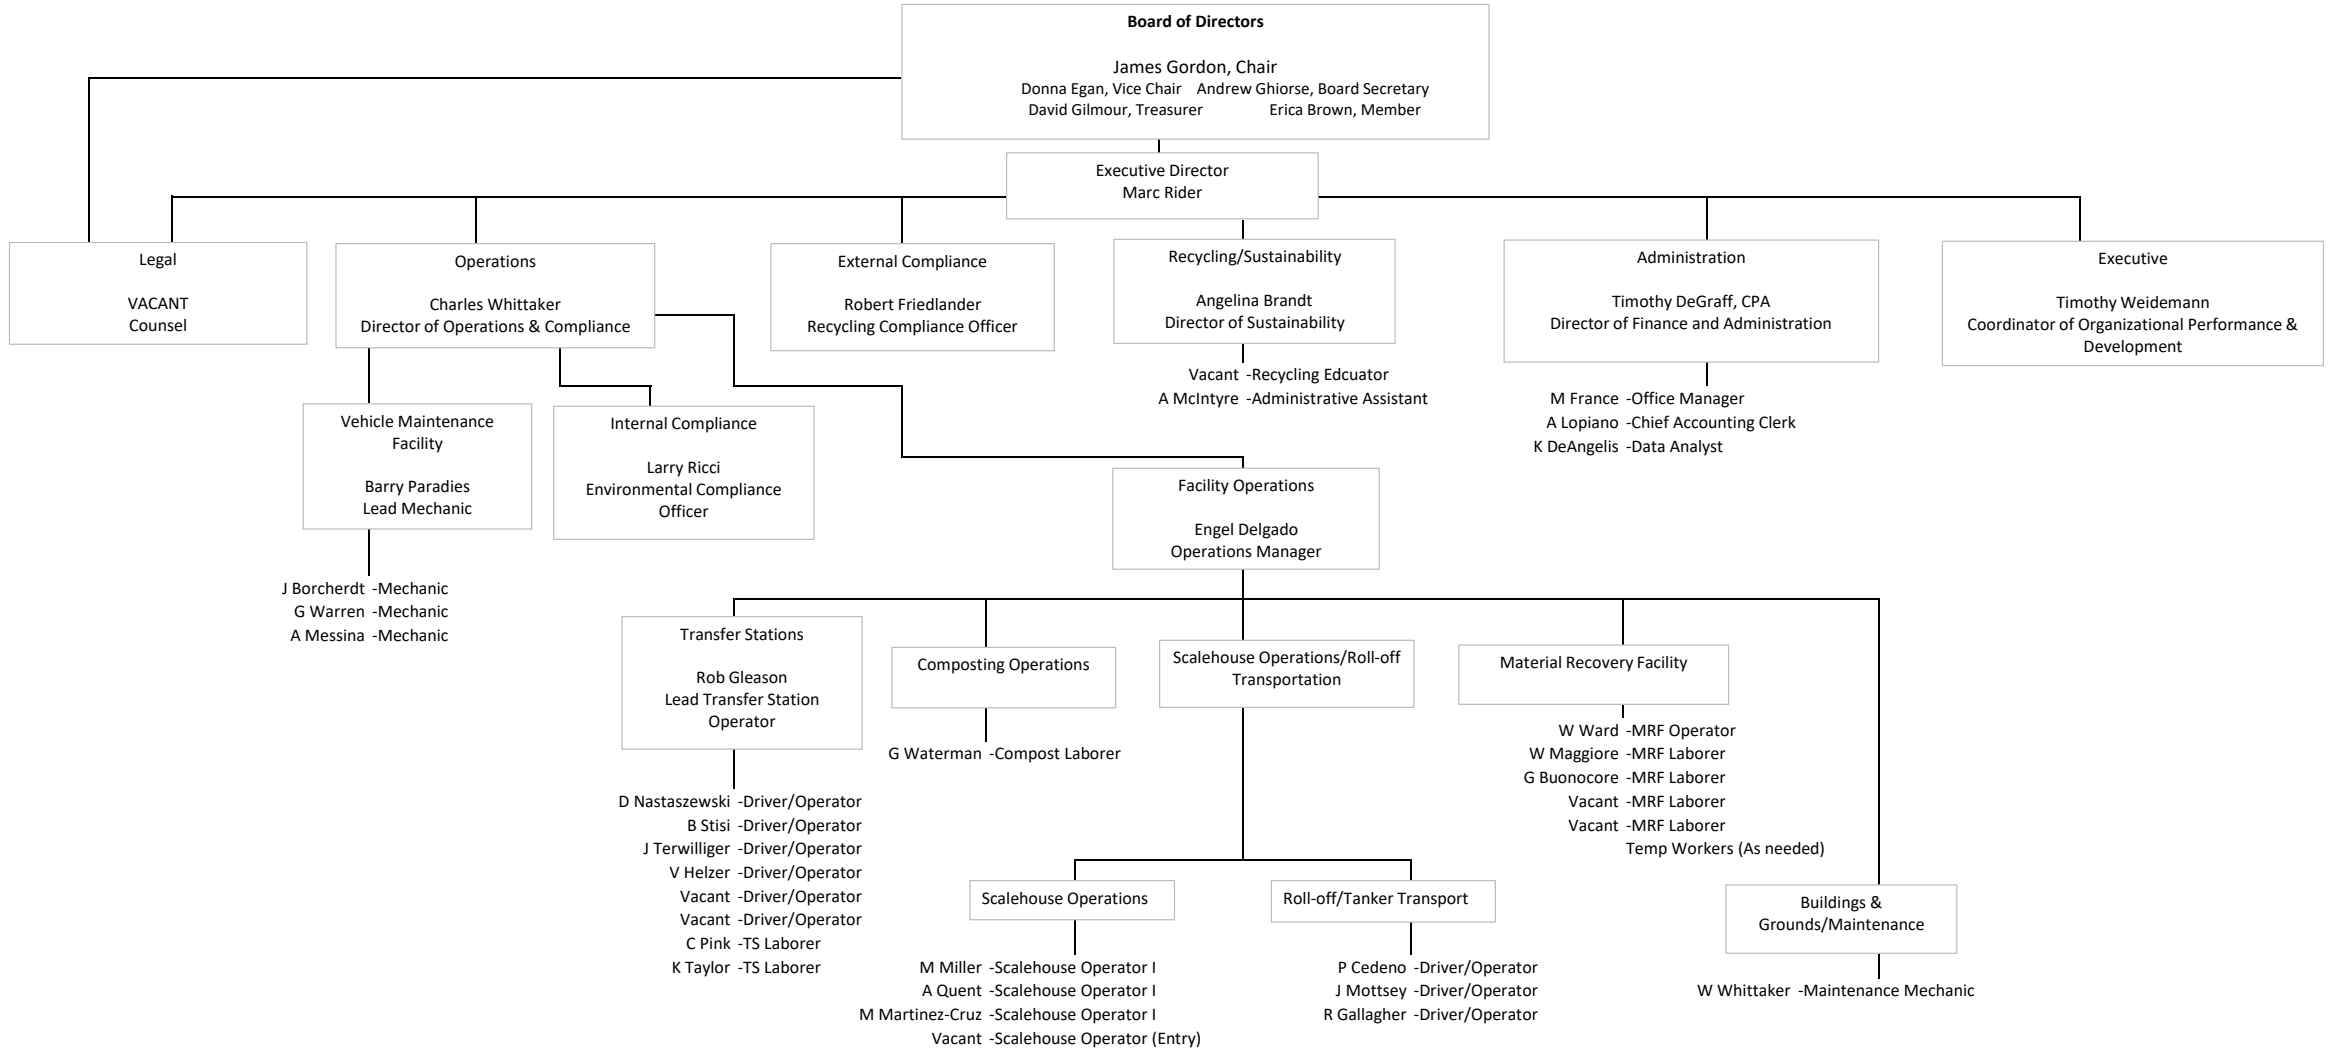 Board of Directors
James Gordon, Chair
Donna Egan, Vice Chair Andrew Ghiorse, Board Secretary
David Gilmour, Treasurer Erica Brown, Member
Executive Director
Marc Rider
Legal
VACANT
Counsel
Operations
Charles Whittaker
Director of Operations & Compliance
External Compliance
Robert Friedlander
Recycling Compliance Officer
Recycling/Sustainability
Angelina Brandt
Director of Sustainability
Vacant -Recycling Edcuator
A McIntyre -Administrative Assistant
Administration
Timothy DeGraff, CPA
Director of Finance and Administration
M France -Office Manager
A Lopiano -Chief Accounting Clerk
K DeAngelis -Data Analyst
Executive
Timothy Weidemann
Coordinator of Organizational Performance &
Development
Vehicle Maintenance
Facility
Barry Paradies
Lead Mechanic
J Borcherdt -Mechanic
G Warren -Mechanic
A Messina -Mechanic
Internal Compliance
Larry Ricci
Environmental Compliance
Officer
Facility Operations
Engel Delgado
Operations Manager
Transfer Stations
Rob Gleason
Lead Transfer Station
Operator
D Nastaszewski -Driver/Operator
B Stisi -Driver/Operator
J Terwilliger -Driver/Operator
V Helzer -Driver/Operator
Vacant -Driver/Operator
Vacant -Driver/Operator
C Pink -TS Laborer
K Taylor -TS Laborer
Composting Operations
G Waterman -Compost Laborer
Scalehouse Operations/Roll-off
Transportation
Scalehouse Operations
M Miller -Scalehouse Operator I
A Quent -Scalehouse Operator I
M Martinez-Cruz -Scalehouse Operator I
Vacant -Scalehouse Operator (Entry)
Roll-off/Tanker Transport
P Cedeno -Driver/Operator
J Mottsey -Driver/Operator
R Gallagher -Driver/Operator
Material Recovery Facility
W Ward -MRF Operator
W Maggiore -MRF Laborer
G Buonocore -MRF Laborer
Vacant -MRF Laborer
Vacant -MRF Laborer
Temp Workers (As needed)
Buildings &
Grounds/Maintenance
W Whittaker -Maintenance Mechanic